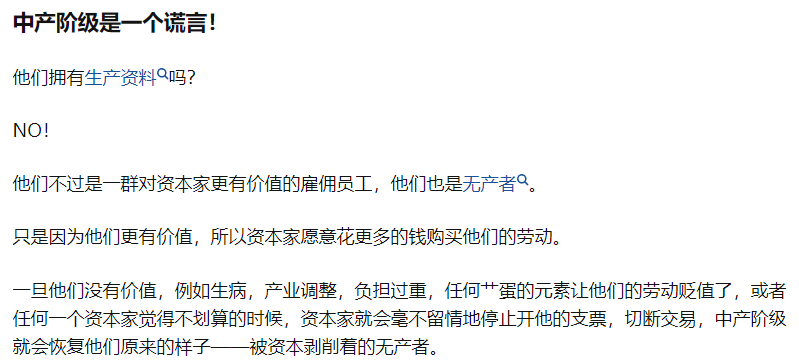 中产阶级是一个谎言！
他们拥有生产资料吗？
NO！
他们不过是一群对资本家更有价值的雇佣员工，他们也是无产者。
只是因为他们更有价值，所以资本家愿意花更多的钱购买他们的劳动。
一旦他们没有价值，例如生病，产业调整，负担过重，任何艹蛋的元素让他们的劳动贬值了，或者
任何一个资本家觉得不划算的时候，资本家就会毫不留情地停止开他的支票，切断交易，中产阶级
就会恢复他们原来的样子——被资本剥削着的无产者。